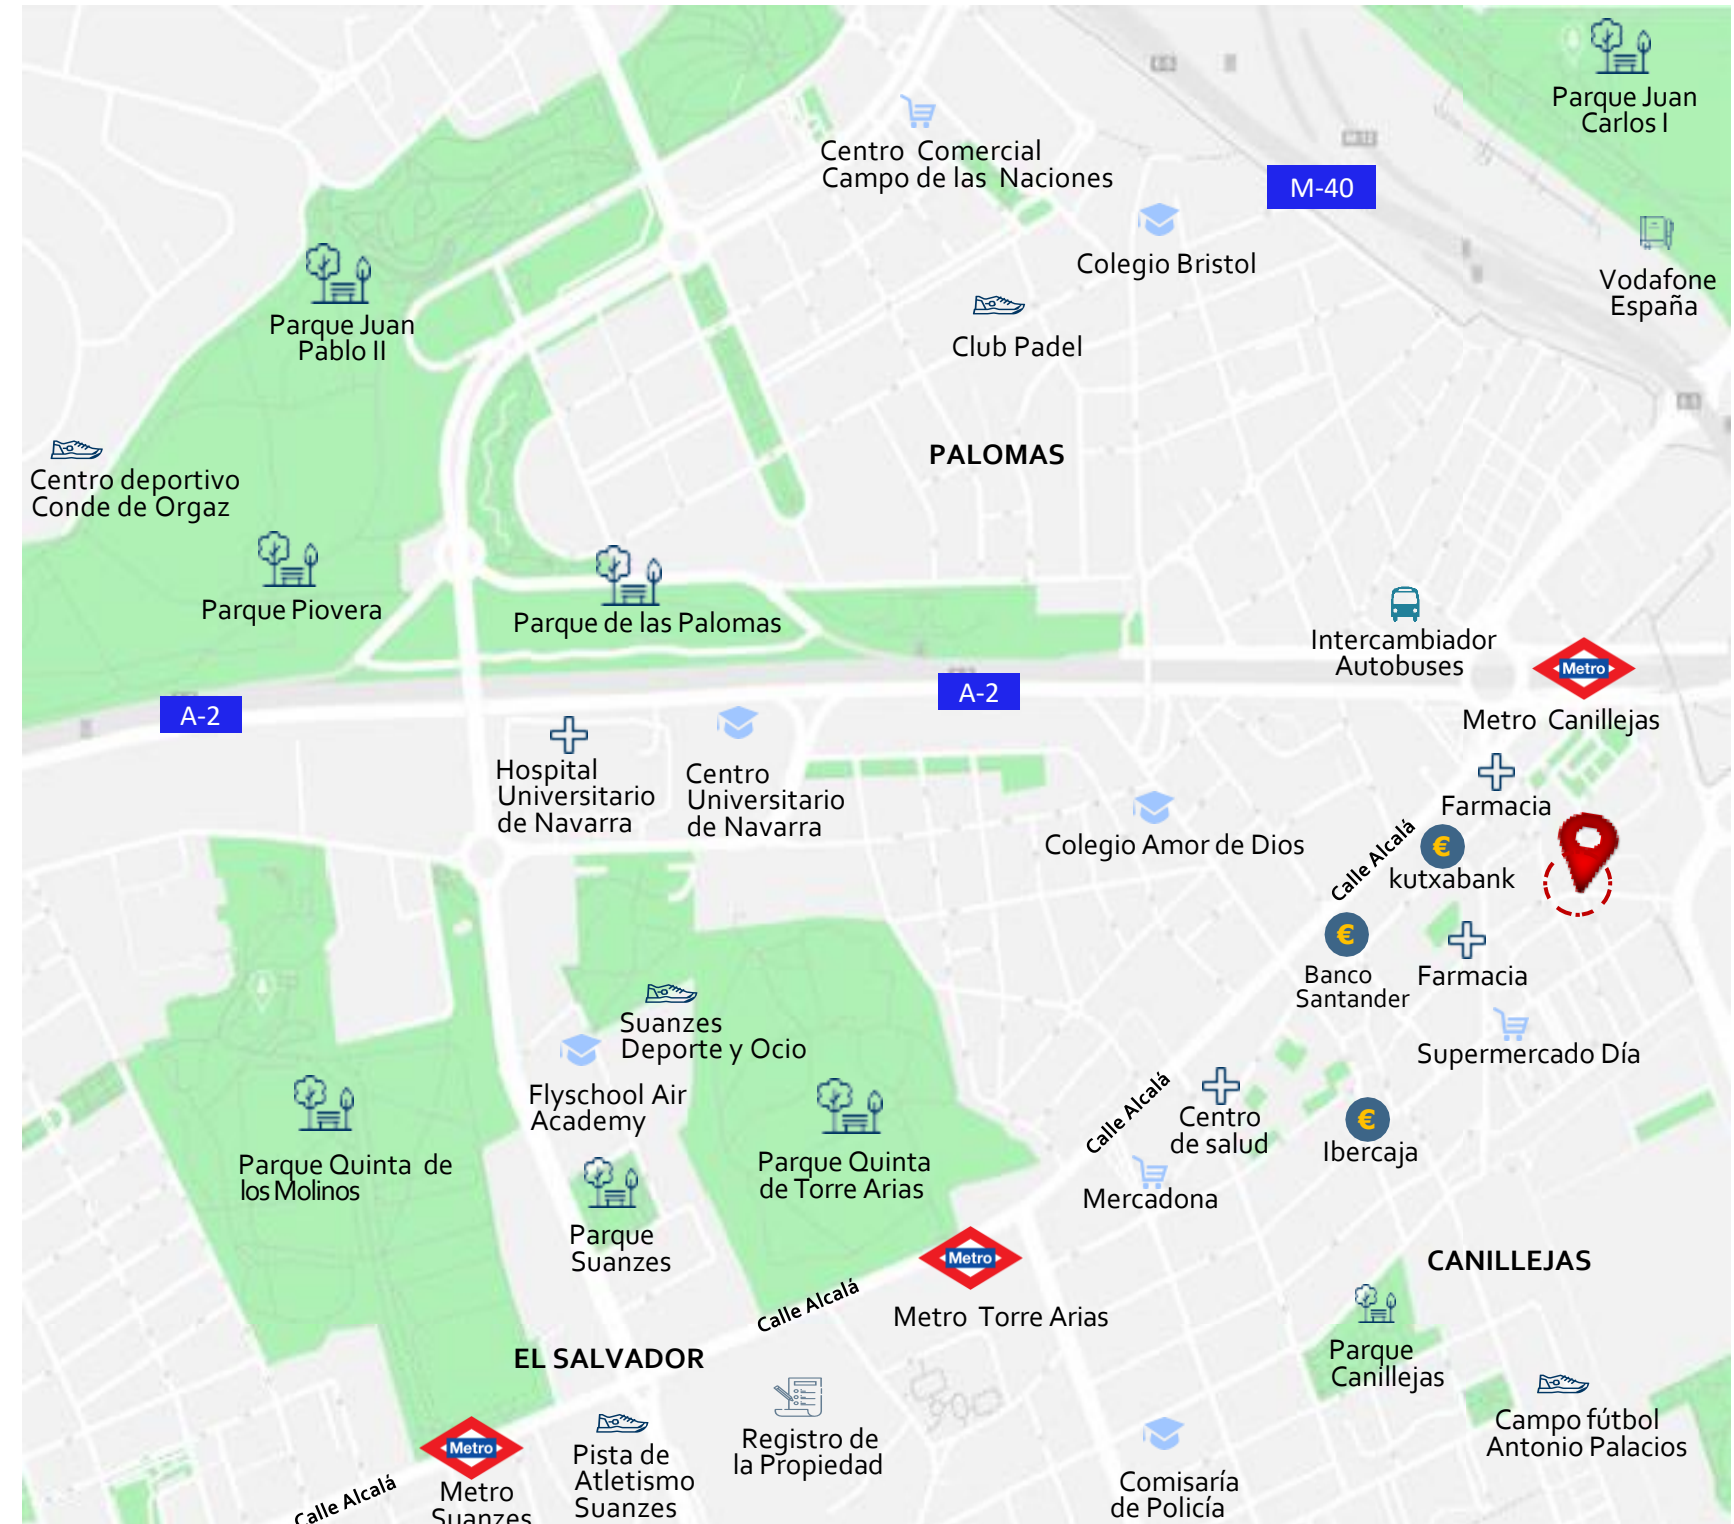 Parque Juan
Carlos I
Centro Comercial
Campo de las Naciones
M-40
Colegio Bristol
Vodafone
España
Parque Juan
Pablo II
Club Padel
PALOMAS
Centro deportivo
Conde de Orgaz
Parque Piovera
Parque de las Palomas
Intercambiador
Autobuses
Metro
Metro Canillejas
A-2
A-2
Hospital
Universitario
de Navarra
Centro
Universitario
de Navarra
Farmacia
Colegio Amor de Dios
Calle Alcalá
€
kutxabank
€
Banco
Santander
Farmacia
Suanzes
Deporte y Ocio
Supermercado Día
Flyschool Air
Academy
Calle Alcalá
Centro
de salud
€
Ibercaja
Parque Quinta de
los Molinos
Parque Quinta
de Torre Arias
Mercadona
Parque
Suanzes
Metro
Metro Torre Arias
CANILLEJAS
Calle Alcalá
EL SALVADOR
Parque
Canillejas
Campo fútbol
Antonio Palacios
Metro
Metro
Suanzes
Calle Alcalá
Pista de
Atletismo
Suanzes
Registro de
la Propiedad
Comisaría
de Policía